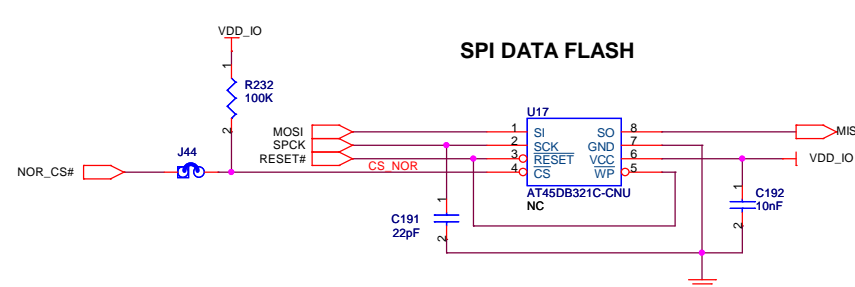 VDD_IO
SPI DATA FLASH
1
R232
100K
2
U17
MOSI
1
SI
SO
8
MIS
SPCK
2
SCK
GND
7
J44
RESET#
3
RESET
VCC
6
VDD_IO
NOR_CS#
CS_NOR
4
CS
WP
5
AT45DB321C-CNU
NC
1
C192
10nF
2
1
C191
22pF
2